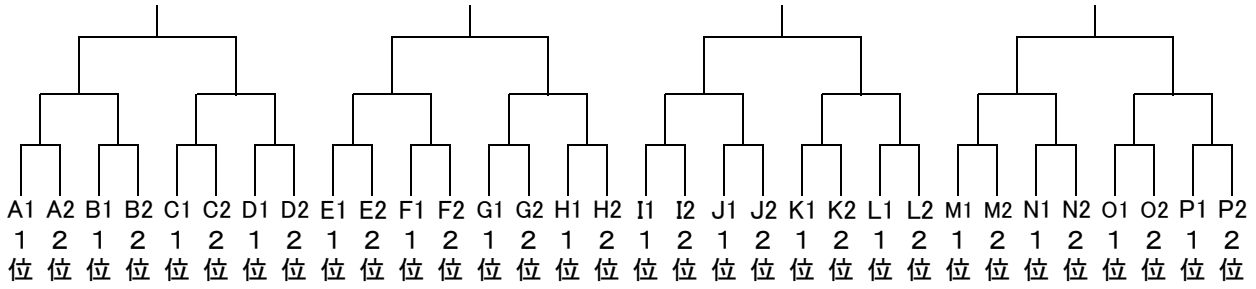 A1 A2 B1 B2 C1 C2 D1 D2 E1 E2 F1 F2 G1 G2 H1 H2 I1 I2 J1 J2 K1 K2 L1 L2 M1 M2 N1 N2 O1 O2 P1 P2
1 2 1 2 1 2 1 2 1 2 1 2 1 2 1 2 1 2 1 2 1 2 1 2 1 2 1 2 1 2 1 2
位 位 位 位 位 位 位 位 位 位 位 位 位 位 位 位 位 位 位 位 位 位 位 位 位 位 位 位 位 位 位 位